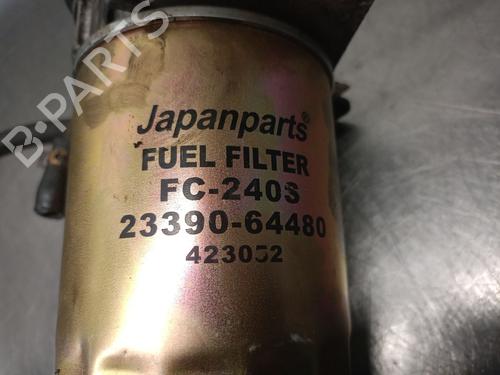 B-PARTS
Japanparts®
FUEL FILTER
FC-240S
23390-64480
423052